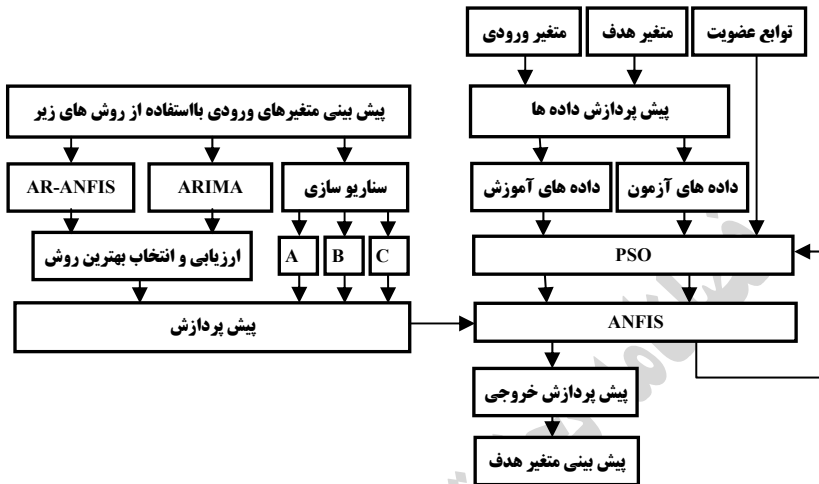 متغیر ورودی
متغیر هدف
توابع عضویت
پیش پردازش داده ها
داده های آموزش
داده های آزمون
PSO
ANFIS
پیش پردازش خروجی
پیش بینی متغیر هدف
پیش بینی متغیرهای ورودی بااستفاده از روش های زیر
AR-ANFIS
ARIMA
سناریو سازی
ارزیابی و انتخاب بهترین روش
A
B
C
پیش پردازش